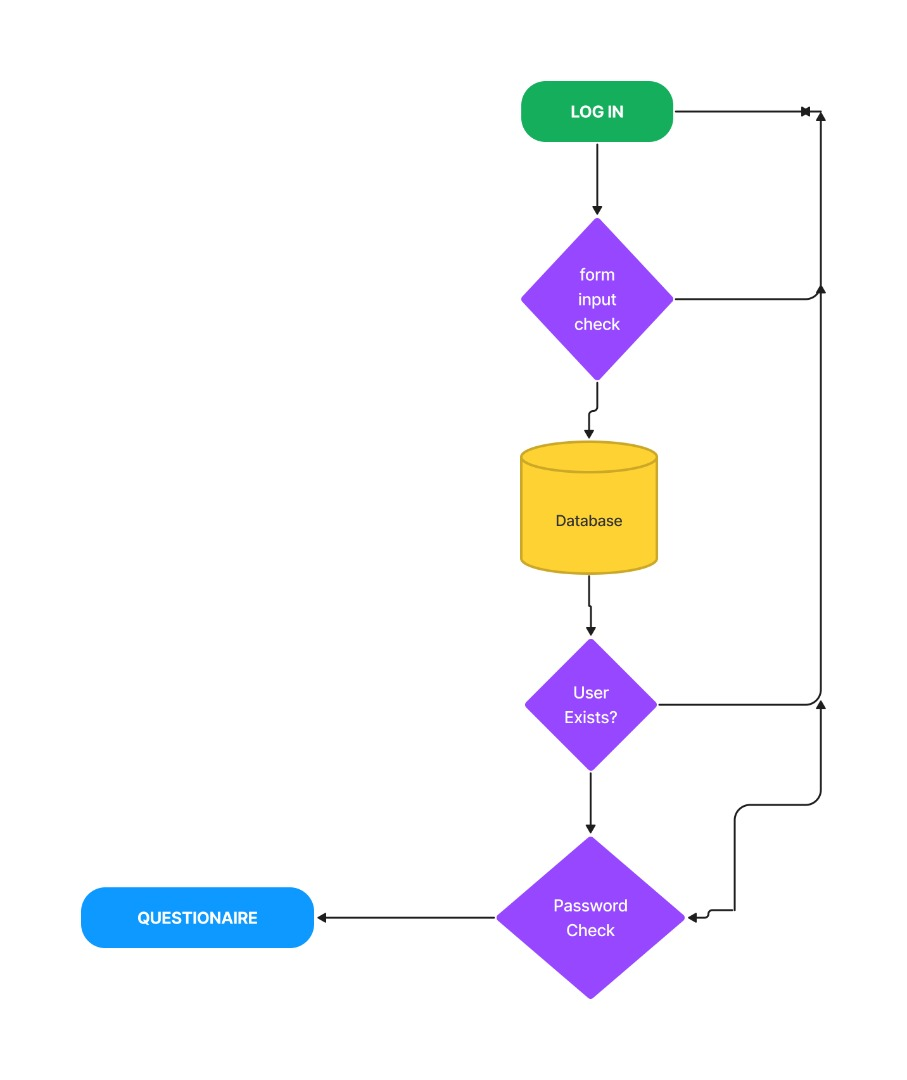 LOG IN
form
input
check
Database
User
Exists?
Password
Check
QUESTIONAIRE